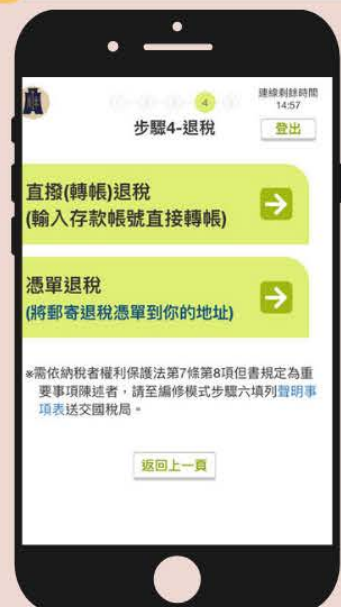 4
連線剩餘時間
14:57
步驟4-退稅
登出
直撥(轉帳)退稅
(輸入存款帳號直接轉帳)
憑單退稅
(將郵寄退稅憑單到你的地址)
※需依納稅者權利保護法第7條第8項但書規定為重
要事項陳述者，請至編修模式步驟六填列聲明事
項表送交國稅局。
返回上一頁